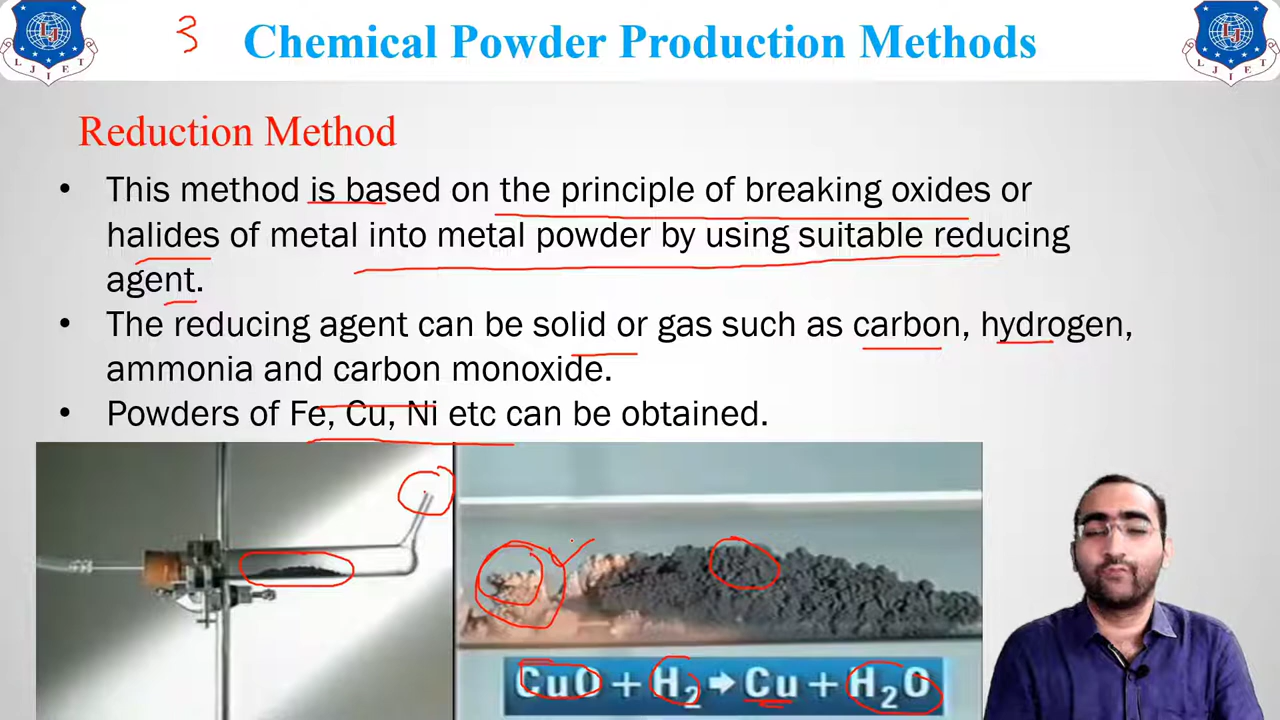 3 Chemical Powder Production Methods
LJIET
LJIET
Reduction Method
• This method is based on the principle of breaking oxides or
halides of metal into metal powder by using suitable reducing
agent.
• The reducing agent can be solid or gas such as carbon, hydrogen,
ammonia and carbon monoxide.
• Powders of Fe, Cu, Ni etc can be obtained.
CuO + H₂ → Cu + H₂O